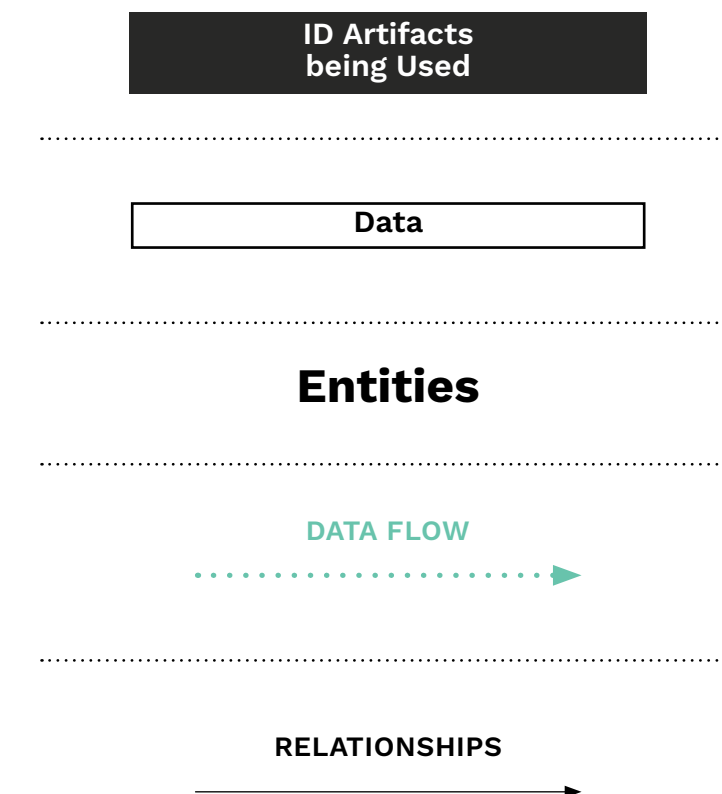 ID Artifacts
being Used
Data
Entities
DATA FLOW
RELATIONSHIPS